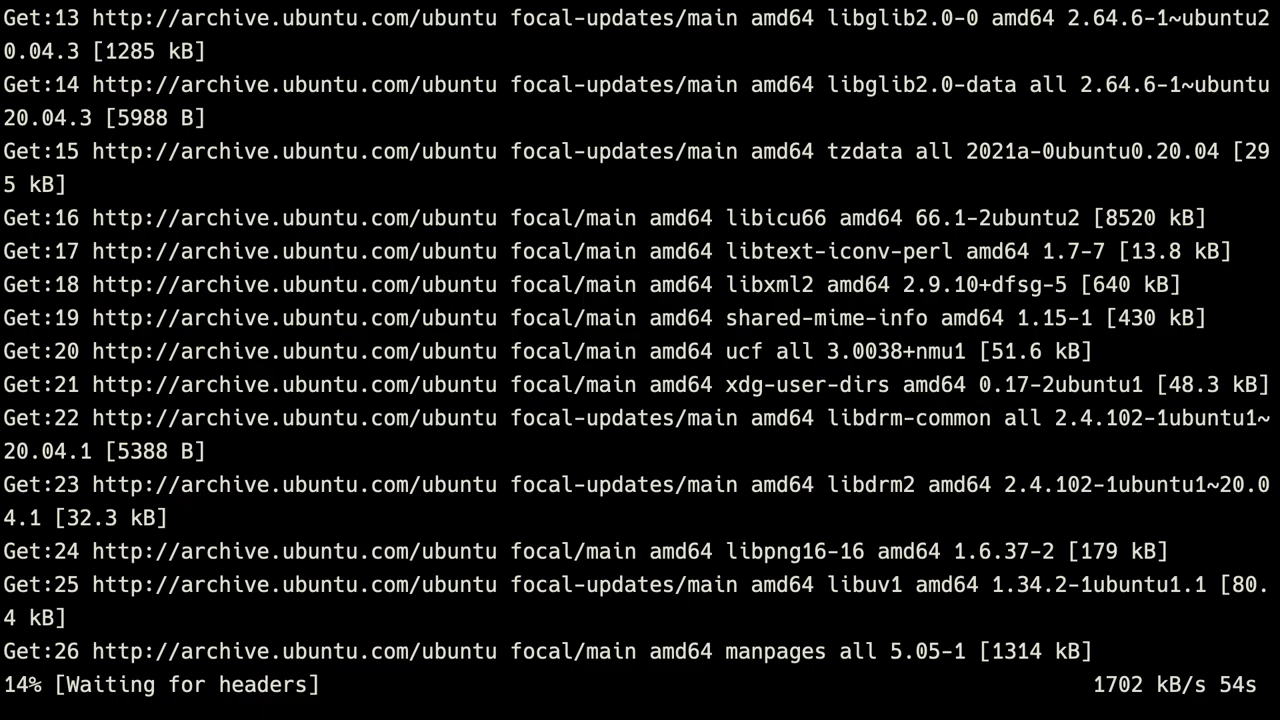 Get:13 http://archive.ubuntu.com/ubuntu focal-updates/main amd64 libglib2.0-0 amd64 2.64.6-1~ubuntu2
0.04.3 [1285 kB]
Get:14 http://archive.ubuntu.com/ubuntu focal-updates/main amd64 libglib2.0-data all 2.64.6-1~ubuntu
20.04.3 [5988 B]
Get:15 http://archive.ubuntu.com/ubuntu focal-updates/main amd64 tzdata all 2021a-0ubuntu0.20.04 [29
5 kB]
Get:16 http://archive.ubuntu.com/ubuntu focal/main amd64 libicu66 amd64 66.1-2ubuntu2 [8520 kB]
Get:17 http://archive.ubuntu.com/ubuntu focal/main amd64 libtext-iconv-perl amd64 1.7-7 [13.8 kB]
Get:18 http://archive.ubuntu.com/ubuntu focal/main amd64 libxml2 amd64 2.9.10+dfsg-5 [640 kB]
Get:19 http://archive.ubuntu.com/ubuntu focal/main amd64 shared-mime-info amd64 1.15-1 [430 kB]
Get:20 http://archive.ubuntu.com/ubuntu focal/main amd64 ucf all 3.0038+nmu1 [51.6 kB]
Get:21 http://archive.ubuntu.com/ubuntu focal/main amd64 xdg-user-dirs amd64 0.17-2ubuntu1 [48.3 kB]
Get:22 http://archive.ubuntu.com/ubuntu focal-updates/main amd64 libdrm-common all 2.4.102-1ubuntu1~
20.04.1 [5388 B]
Get:23 http://archive.ubuntu.com/ubuntu focal-updates/main amd64 libdrm2 amd64 2.4.102-1ubuntu1~20.0
4.1 [32.3 kB]
Get:24 http://archive.ubuntu.com/ubuntu focal/main amd64 libpng16-16 amd64 1.6.37-2 [179 kB]
Get:25 http://archive.ubuntu.com/ubuntu focal-updates/main amd64 libuv1 amd64 1.34.2-1ubuntu1.1 [80.
4 kB]
Get:26 http://archive.ubuntu.com/ubuntu focal/main amd64 manpages all 5.05-1 [1314 kB]
14% [Waiting for headers] 1702 kB/s 54s